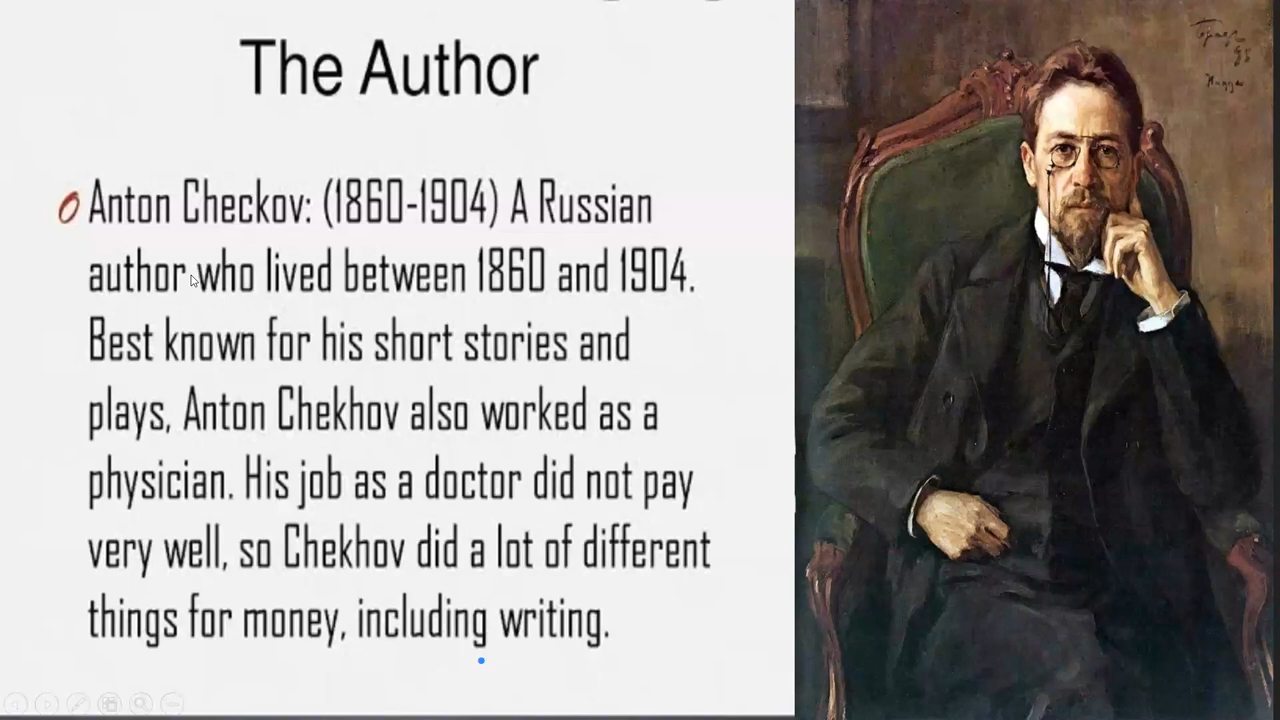 The Author
Anton Checkov: (1860-1904) A Russian
author who lived between 1860 and 1904.
Best known for his short stories and
plays, Anton Chekhov also worked as a
physician. His job as a doctor did not pay
very well, so Chekhov did a lot of different
things for money, including writing.